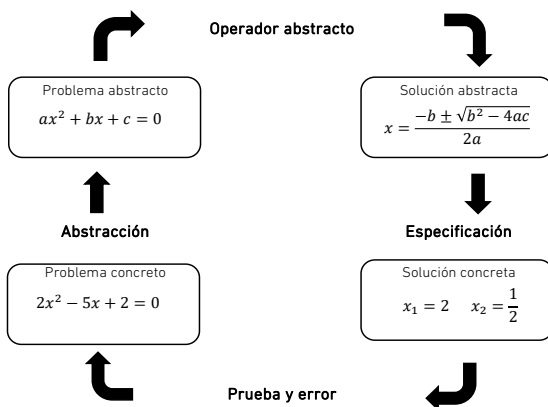 Operador abstracto
Problema abstracto
ax² + bx + c = 0
Solución abstracta
x = (-b ± √(b² − 4ac)) / 2a
Abstracción
Especificación
Problema concreto
2x² − 5x + 2 = 0
Solución concreta
x₁ = 2 x₂ = 1/2
Prueba y error